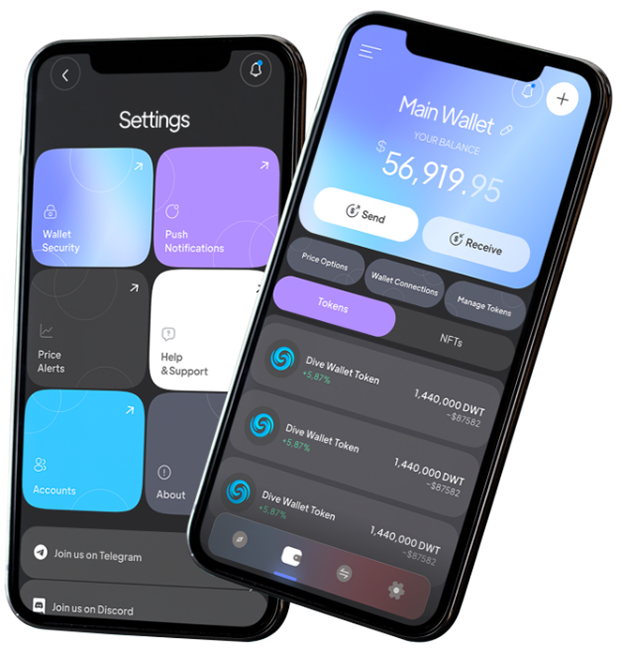 Settings
Wallet
Security
Push
Notifications
Price
Alerts
Help
& Support
Accounts
About
Join us on Telegram
Join us on Discord
Main Wallet
YOUR BALANCE
$56,919.95
Send
Receive
Price Options
Wallet Connections
Manage Tokens
Tokens
NFTs
Dive Wallet Token
+5,87%
1,440,000 DWT
~$87582
Dive Wallet Token
+5,87%
1,440,000 DWT
~$87582
Dive Wallet Token
+5,87%
1,440,000 DWT
~$87582